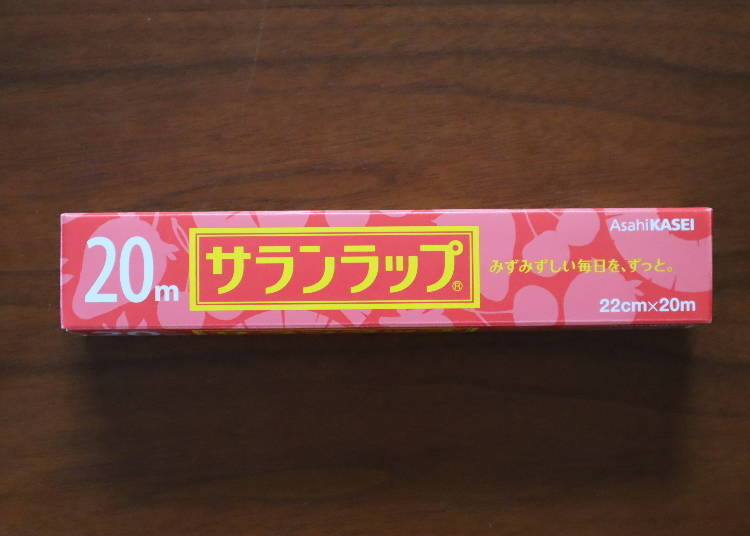 20m
サランラップ®
AsahiKASEI
みずみずしい毎日を、ずっと。
22cm×20m